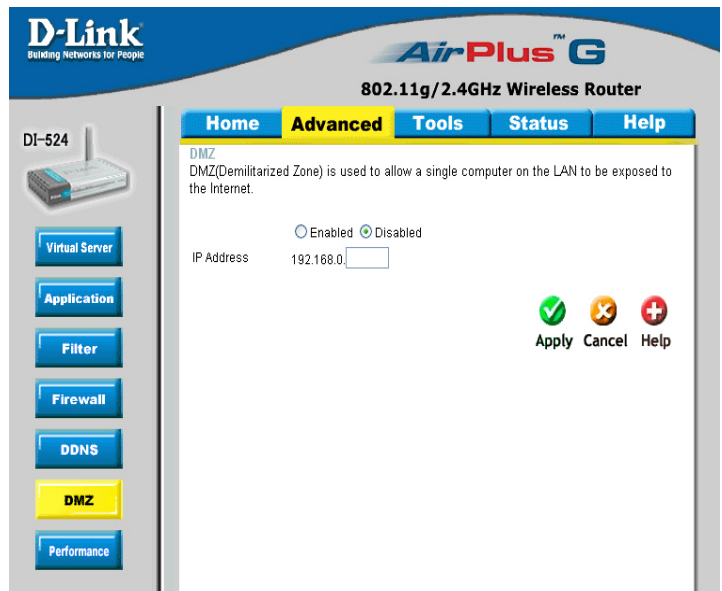 D-Link
Building Networks for People
AirPlus™ G
802.11g/2.4GHz Wireless Router
DI-524
Home Advanced Tools Status Help
DMZ
DMZ(Demilitarized Zone) is used to allow a single computer on the LAN to be exposed to
the Internet.
Enabled Disabled
IP Address 192.168.0.
Apply Cancel Help
Virtual Server
Application
Filter
Firewall
DDNS
DMZ
Performance